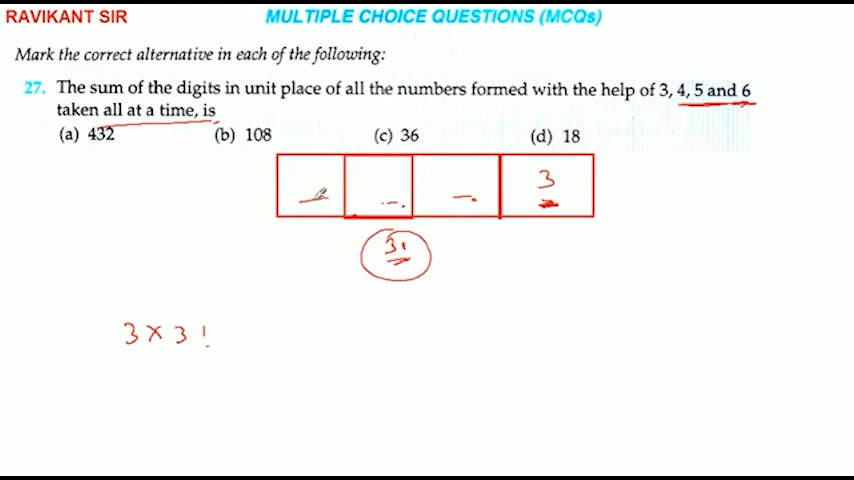 RAVIKANT SIR MULTIPLE CHOICE QUESTIONS (MCQs)
Mark the correct alternative in each of the following:
27. The sum of the digits in unit place of all the numbers formed with the help of 3, 4, 5 and 6
taken all at a time, is
(a) 432 (b) 108 (c) 36 (d) 18
3
3!
3 × 3 !